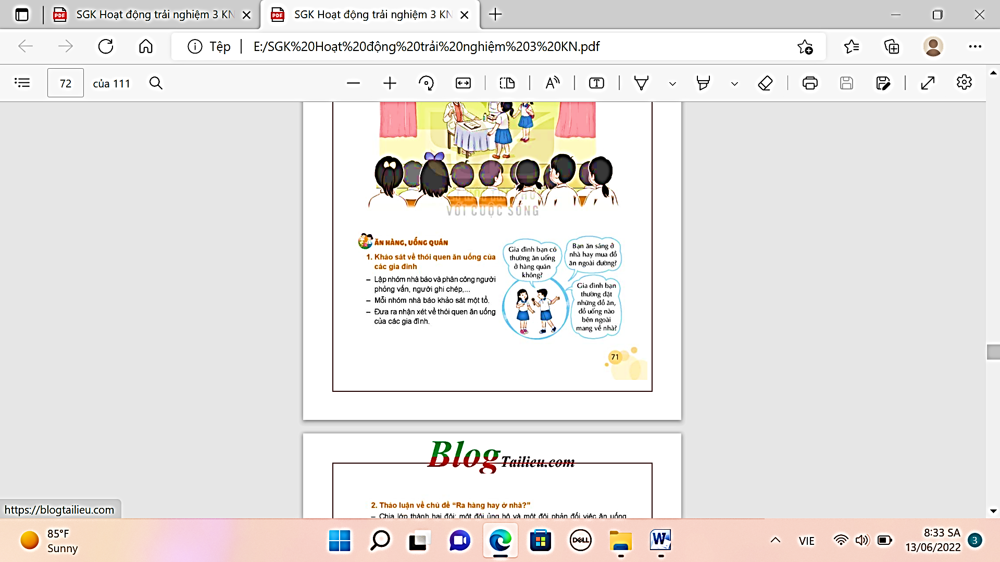 SGK Hoạt động trải nghiệm 3 KN
SGK Hoạt động trải nghiệm 3 KN
Tệp
E:/SGK%20Hoạt%20động%20trải%20nghiệm%203%20KN.pdf
72
của 111
VỚI CUỘC SỐNG
ĂN HÀNG, UỐNG QUÁN
1. Khảo sát về thói quen ăn uống của
các gia đình
– Lập nhóm nhà báo và phân công người
phỏng vấn, người ghi chép,...
– Mỗi nhóm nhà báo khảo sát một tổ.
– Đưa ra nhận xét về thói quen ăn uống
của các gia đình.
Gia đình bạn có
thường ăn uống
ở hàng quán
không?
Bạn ăn sáng ở
nhà hay mua đồ
ăn ngoài đường?
Gia đình bạn
thường đặt
những đồ ăn,
đồ uống nào
bên ngoài
mang về nhà?
71
Blog Tailieu.com
2. Thảo luận về chủ đề “Ra hàng hay ở nhà?”
– Chia lớp thành hai đội: một đội ủng hộ và một đội phản đối việc ăn uống
https://blogtailieu.com
85°F
Sunny
DELL
VIE
8:33 SA
13/06/2022
3